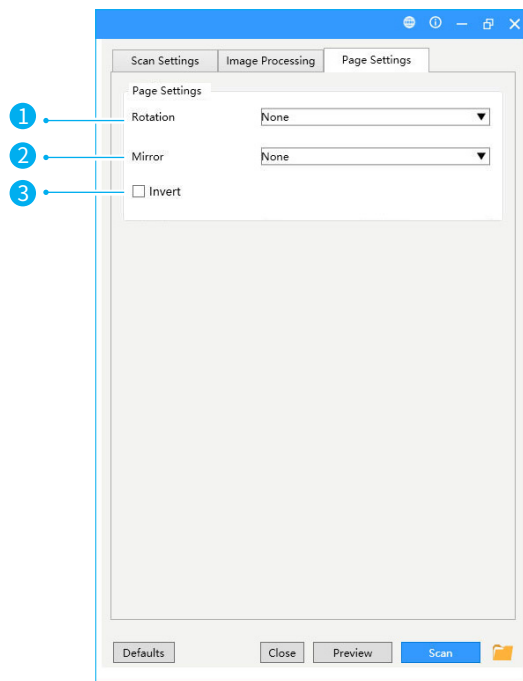 Scan Settings Image Processing Page Settings
Page Settings
1 Rotation None
2 Mirror None
3 Invert
Defaults Close Preview Scan